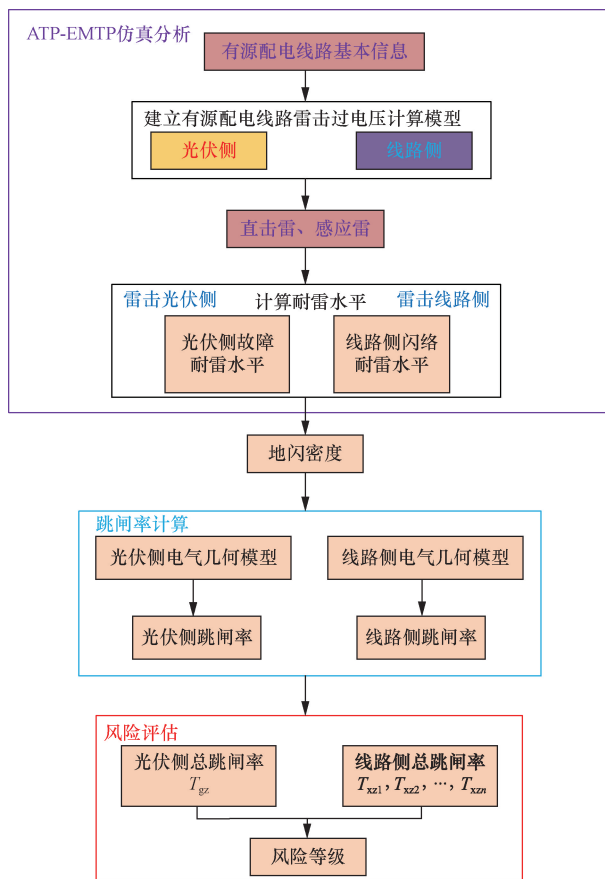 ATP-EMTP仿真分析
有源配电线路基本信息
建立有源配电线路雷击过电压计算模型
光伏侧
线路侧
直击雷、感应雷
雷击光伏侧
计算耐雷水平
雷击线路侧
光伏侧故障
耐雷水平
线路侧闪络
耐雷水平
地闪密度
跳闸率计算
光伏侧电气几何模型
线路侧电气几何模型
光伏侧跳闸率
线路侧跳闸率
风险评估
光伏侧总跳闸率
T_gz
线路侧总跳闸率
T_xz1, T_xz2, …, T_xzn
风险等级